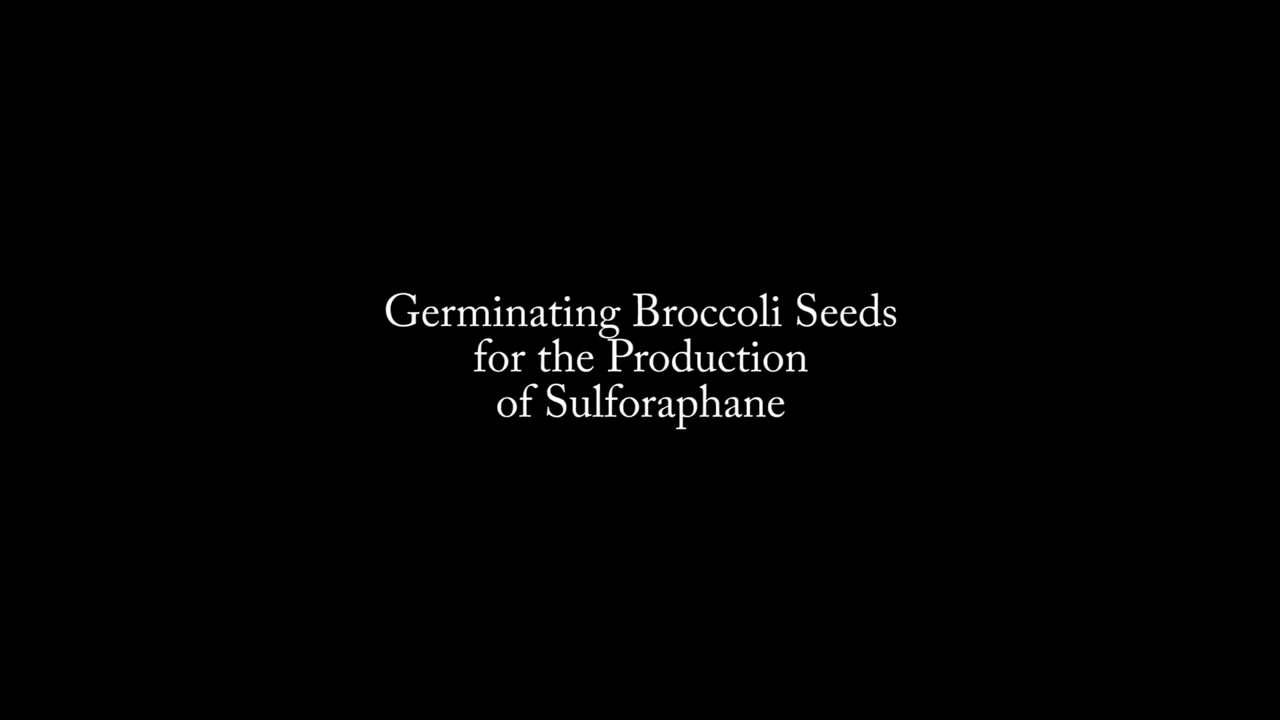 Germinating Broccoli Seeds
for the Production
of Sulforaphane